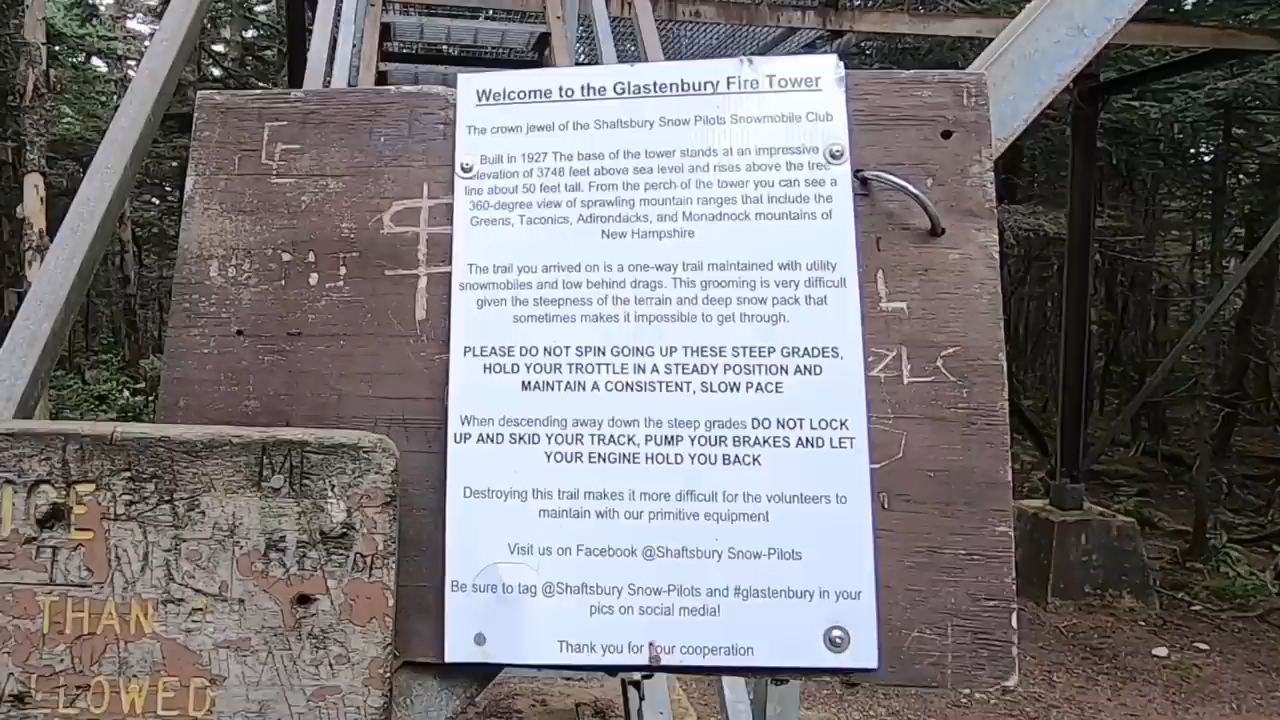 Welcome to the Glastenbury Fire Tower
The crown jewel of the Shaftsbury Snow Pilots Snowmobile Club
Built in 1927 The base of the tower stands at an impressive
elevation of 3748 feet above sea level and rises above the tree
line about 50 feet tall. From the perch of the tower you can see a
360-degree view of sprawling mountain ranges that include the
Greens, Taconics, Adirondacks, and Monadnock mountains of
New Hampshire
The trail you arrived on is a one-way trail maintained with utility
snowmobiles and tow behind drags. This grooming is very difficult
given the steepness of the terrain and deep snow pack that
sometimes makes it impossible to get through.
PLEASE DO NOT SPIN GOING UP THESE STEEP GRADES,
HOLD YOUR TROTTLE IN A STEADY POSITION AND
MAINTAIN A CONSISTENT, SLOW PACE
When descending away down the steep grades DO NOT LOCK
UP AND SKID YOUR TRACK, PUMP YOUR BRAKES AND LET
YOUR ENGINE HOLD YOU BACK
Destroying this trail makes it more difficult for the volunteers to
maintain with our primitive equipment
Visit us on Facebook @Shaftsbury Snow-Pilots
Be sure to tag @Shaftsbury Snow-Pilots and #glastenbury in your
pics on social media!
Thank you for your cooperation
THAN
ALLOWED